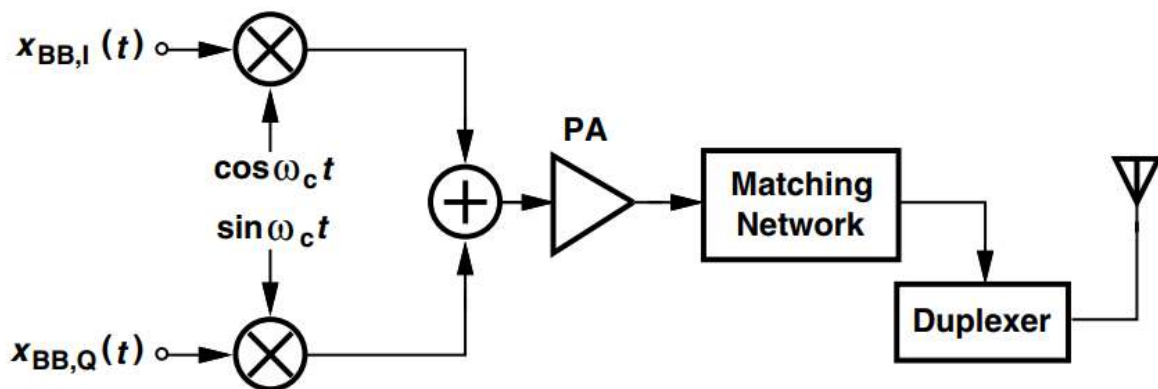 x_BB,I (t)
cos ω_c t
sin ω_c t
x_BB,Q (t)
+
PA
Matching
Network
Duplexer